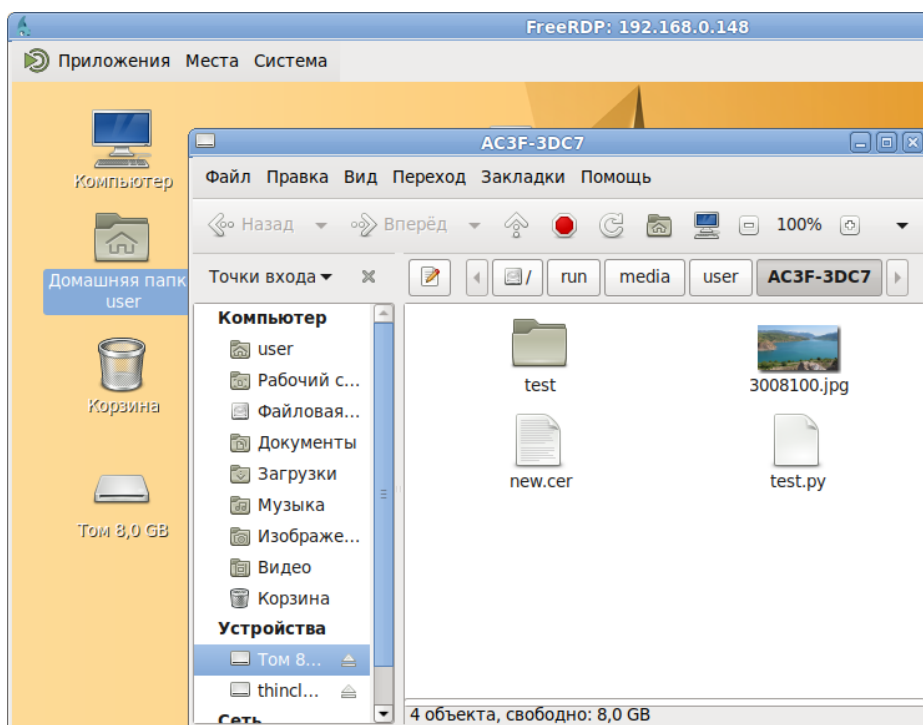 FreeRDP: 192.168.0.148
Приложения Места Система
Компьютер
Домашняя папк
user
Корзина
Том 8,0 GB
AC3F-3DC7
Файл Правка Вид Переход Закладки Помощь
Назад Вперёд 100%
Точки входа
/ run media user AC3F-3DC7
Компьютер
user
Рабочий с...
Файловая...
Документы
Загрузки
Музыка
Изображе...
Видео
Корзина
Устройства
Том 8...
thincl...
Сеть
test
3008100.jpg
new.cer
test.py
4 объекта, свободно: 8,0 GB